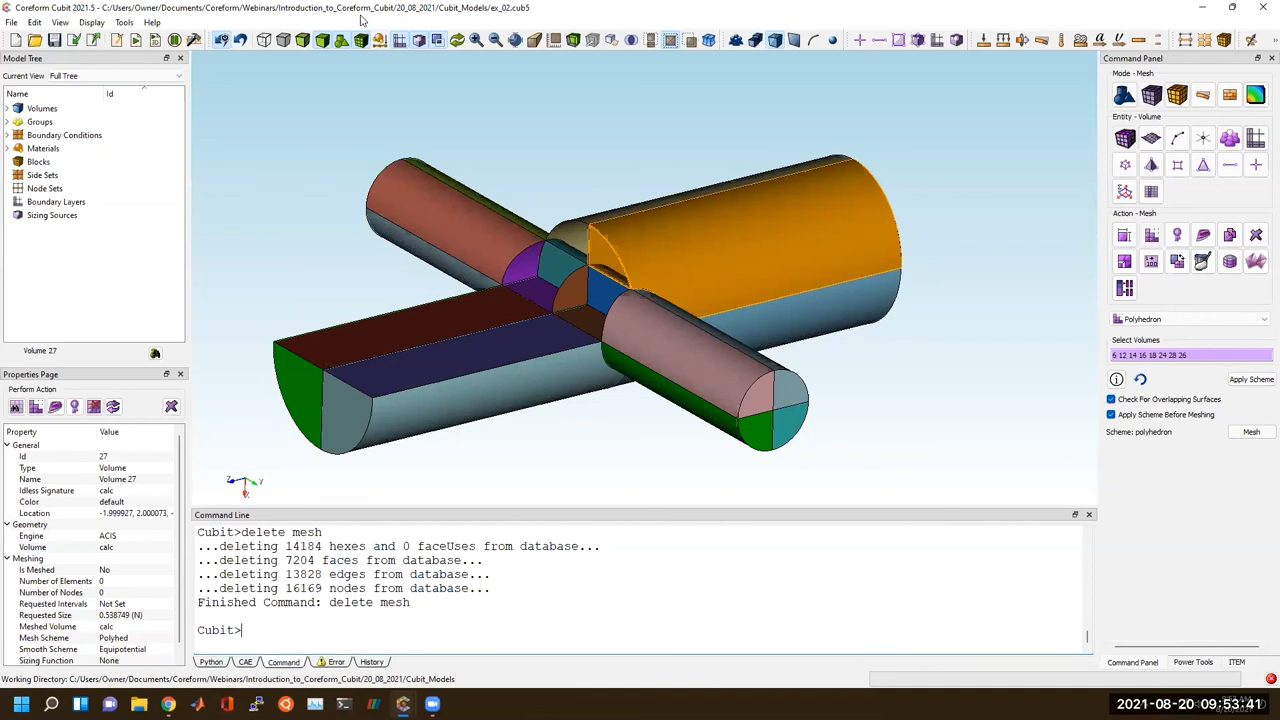 Coreform Cubit 2021.5 - C:/Users/Owner/Documents/Coreform/Webinars/Introduction_to_Coreform_Cubit/20_08_2021/Cubit_Models/ex_02.cub5
File Edit View Display Tools Help
Model Tree
Current View Full Tree
Name Id
Volumes
Groups
Boundary Conditions
Materials
Blocks
Side Sets
Node Sets
Boundary Layers
Sizing Sources
Volume 27
Properties Page
Perform Action
Property Value
General
Id 27
Type Volume
Name Volume 27
Idless Signature calc
Color default
Location -1.999927, 2.000073, ...
Geometry
Engine ACIS
Volume calc
Meshing
Is Meshed No
Number of Elements 0
Number of Nodes 0
Requested Intervals Not Set
Requested Size 0.538749 (N)
Meshed Volume calc
Mesh Scheme Polyhed
Smooth Scheme Equipotential
Sizing Function None
Z y
Command Line
Cubit>delete mesh
...deleting 14184 hexes and 0 faceUses from database...
...deleting 7204 faces from database...
...deleting 13828 edges from database...
...deleting 16169 nodes from database...
Finished Command: delete mesh
Cubit>
Python CAE Command Error History
Command Panel
Mode - Mesh
Entity - Volume
Action - Mesh
Polyhedron
Select Volumes
6 12 14 16 18 24 28 26
Apply Scheme
Check For Overlapping Surfaces
Apply Scheme Before Meshing
Scheme: polyhedron
Mesh
Command Panel Power Tools ITEM
Working Directory: C:/Users/Owner/Documents/Coreform/Webinars/Introduction_to_Coreform_Cubit/20_08_2021/Cubit_Models
2021-08-20 09:53:41